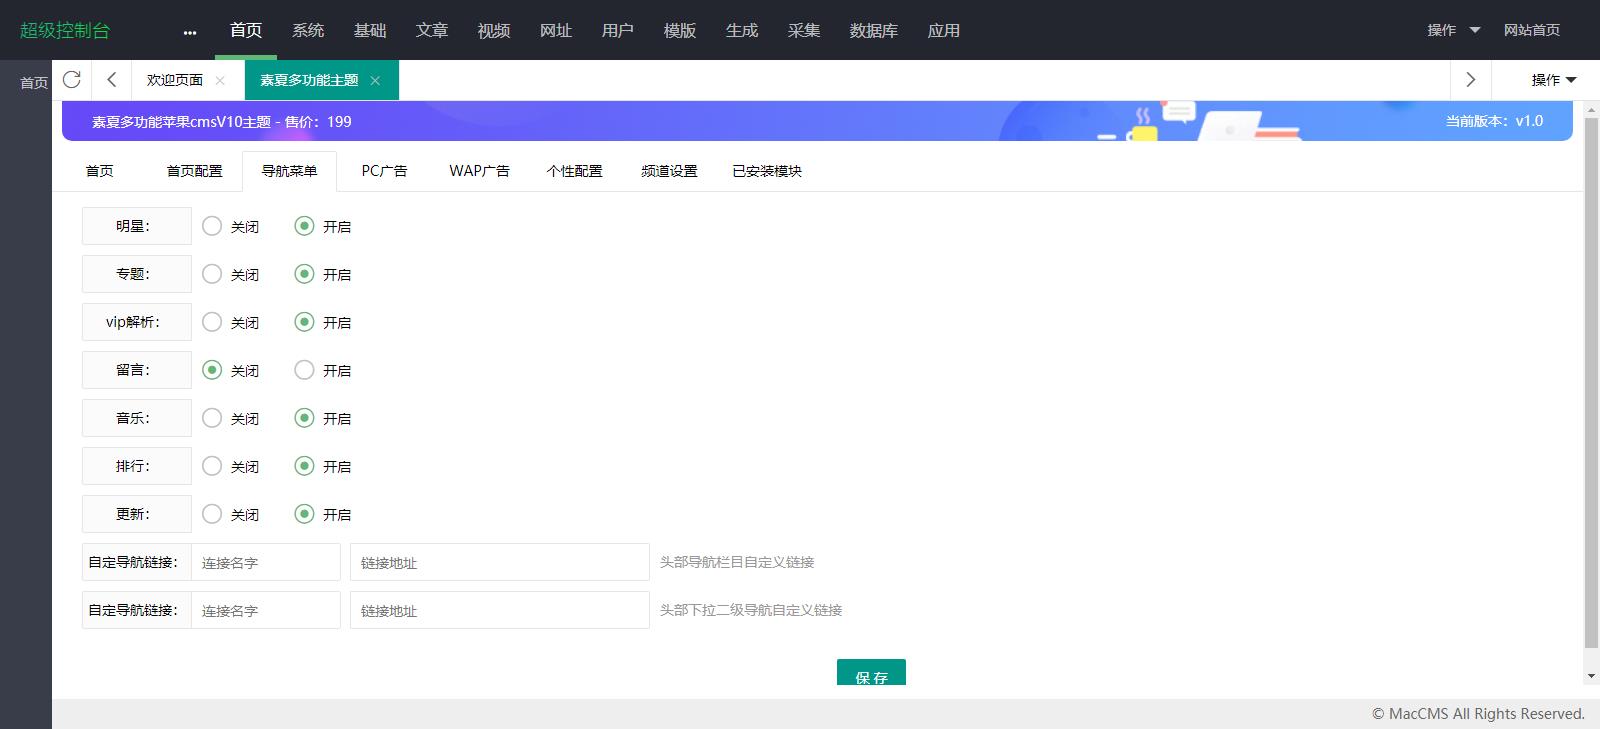 超级控制台 ... 首页 系统 基础 文章 视频 网址 用户 模版 生成 采集 数据库 应用 操作 网站首页
首页 欢迎页面 素夏多功能主题 操作
素夏多功能苹果cmsV10主题 - 售价：199 当前版本：v1.0
首页 首页配置 导航菜单 PC广告 WAP广告 个性配置 频道设置 已安装模块
明星： 关闭 开启
专题： 关闭 开启
vip解析： 关闭 开启
留言： 关闭 开启
音乐： 关闭 开启
排行： 关闭 开启
更新： 关闭 开启
自定导航链接： 连接名字 链接地址 头部导航栏目自定义链接
自定导航链接： 连接名字 链接地址 头部下拉二级导航自定义链接
保 存
© MacCMS All Rights Reserved.